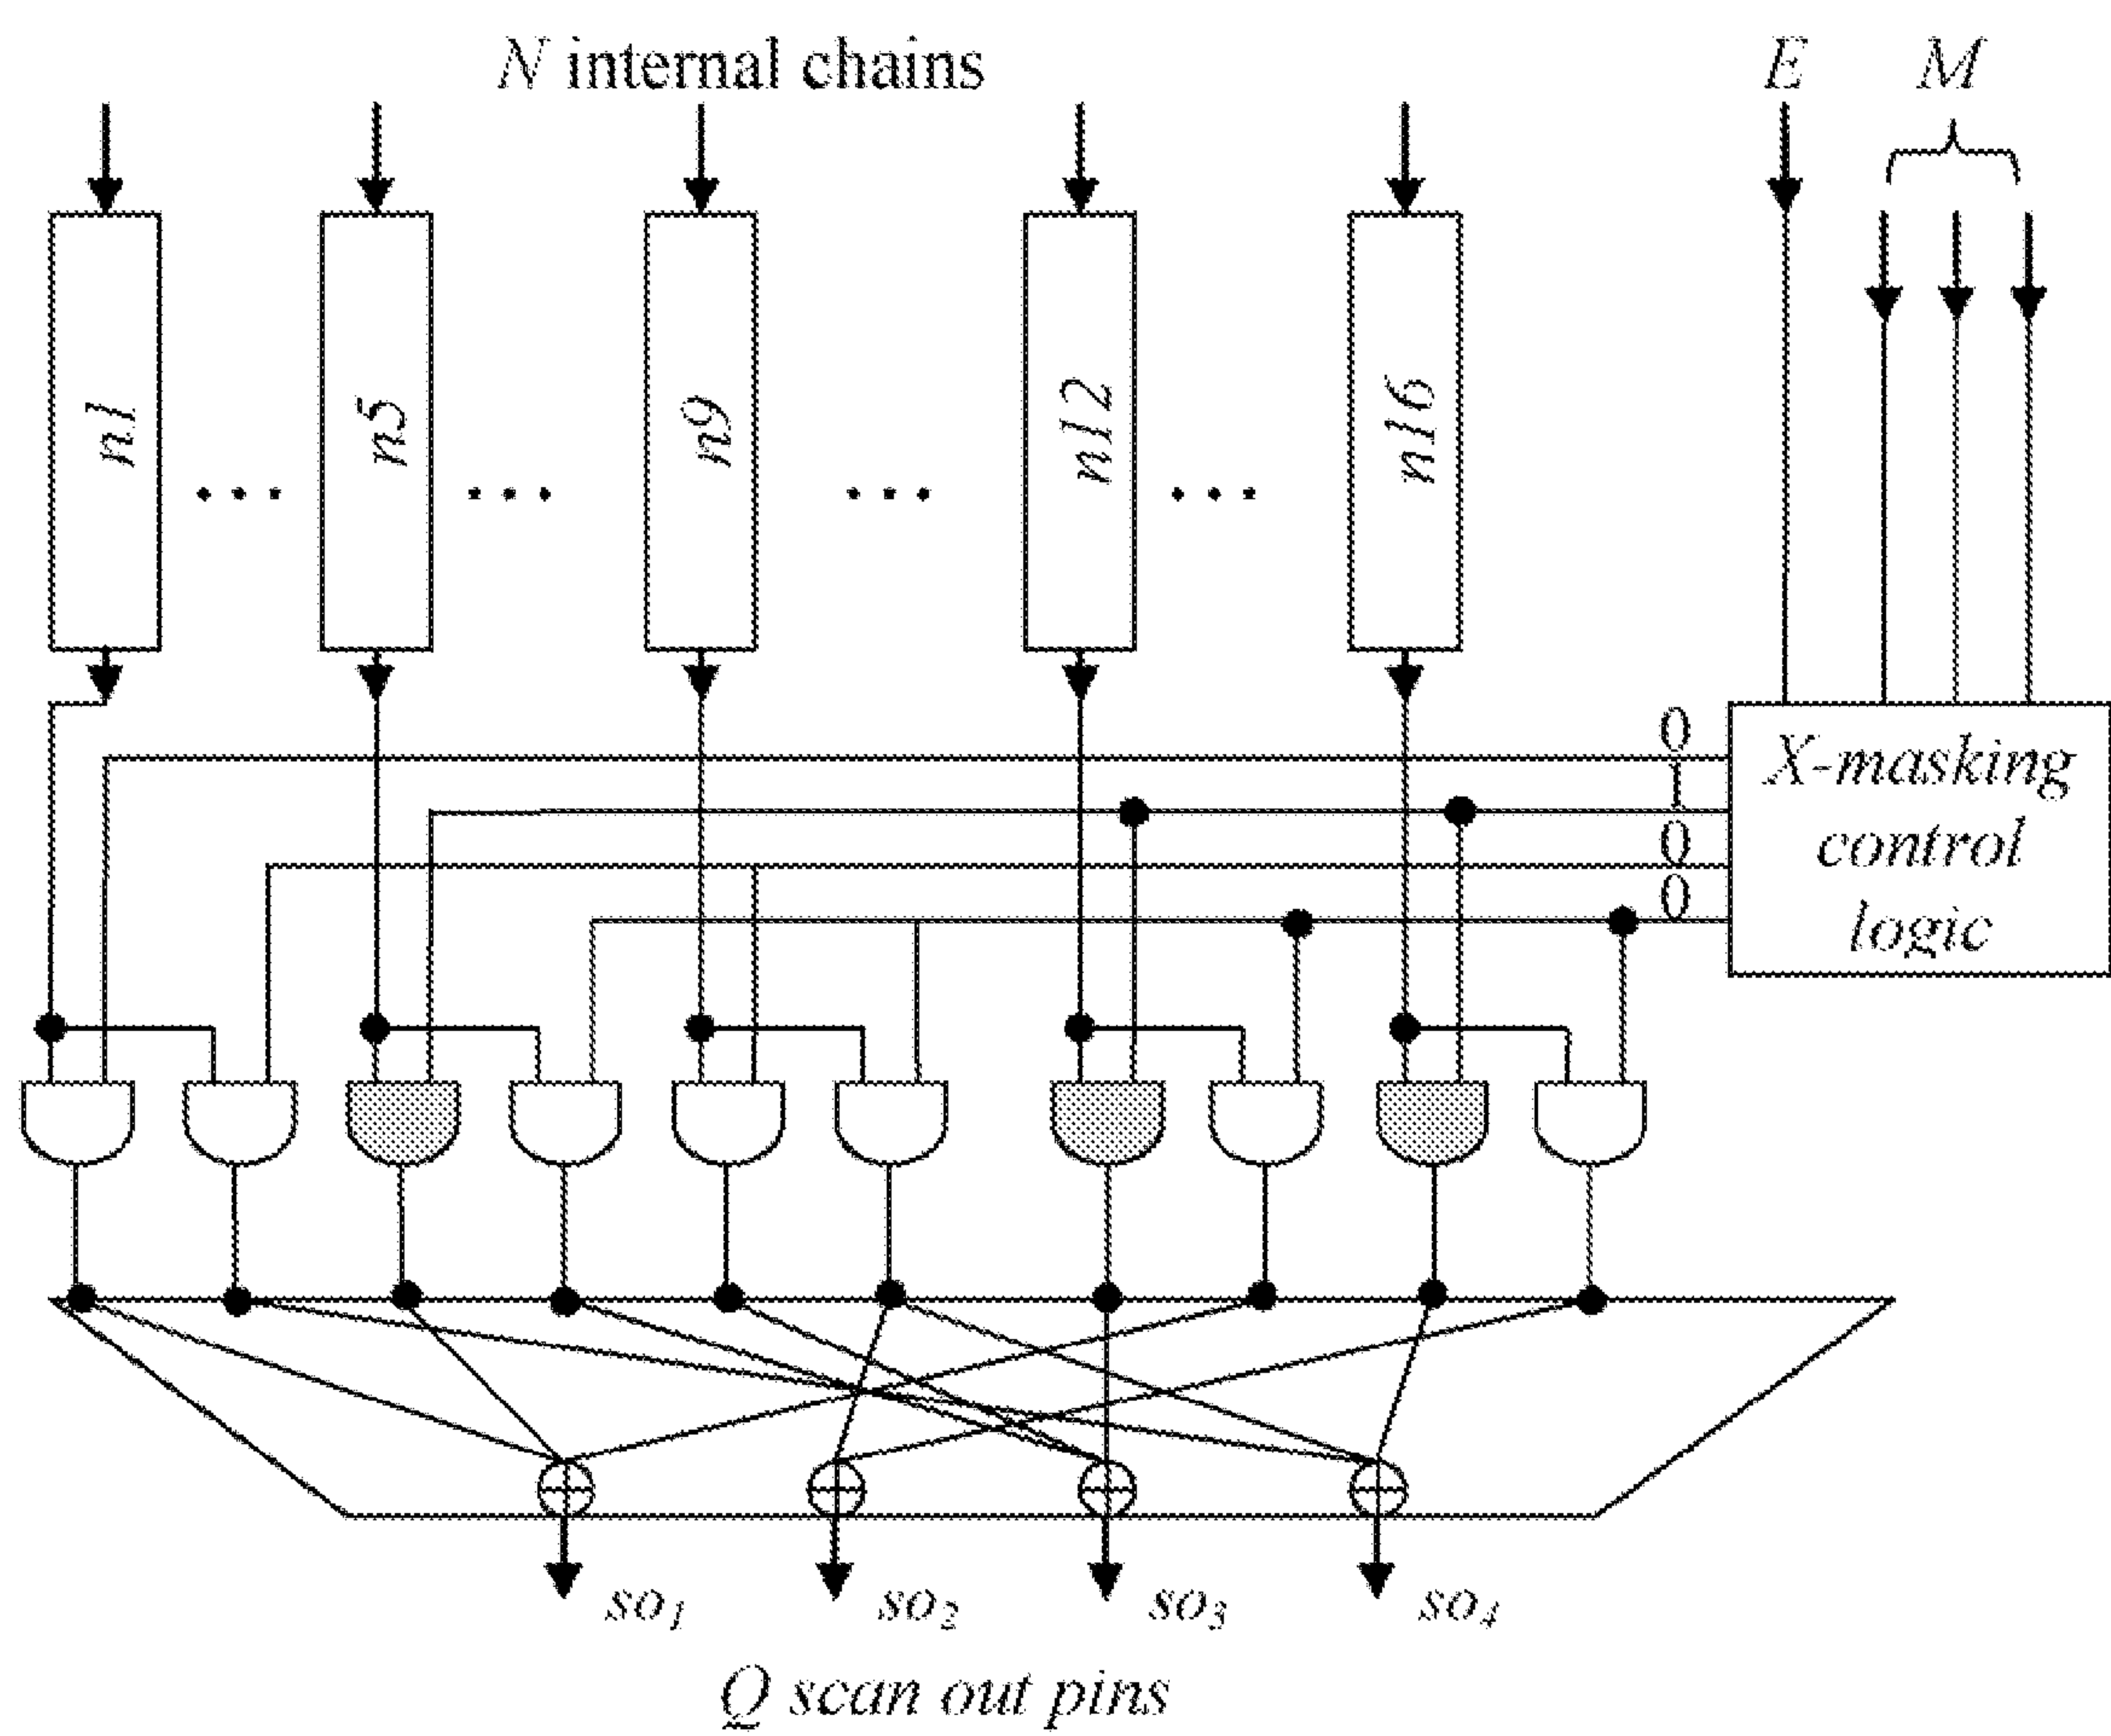 N internal chains
E
M
n1
n5
n9
n12
n16
. . .
. . .
. . .
. . .
0
1
0
0
X-masking
control
logic
so1
so2
so3
so4
Q scan out pins